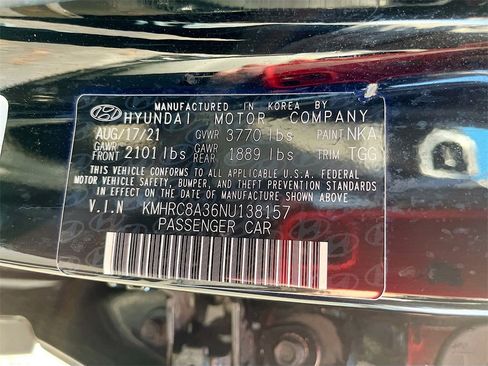 MANUFACTURED IN KOREA BY
HYUNDAI MOTOR COMPANY
AUG/17/21 GVWR 3770 lbs PAINT NKA
GAWR FRONT 2101 lbs GAWR REAR 1889 lbs TRIM TGG
THIS VEHICLE CONFORMS TO ALL APPLICABLE U.S.A. FEDERAL
MOTOR VEHICLE SAFETY, BUMPER, AND THEFT PREVENTION
STANDARDS IN EFFECT ON THE DATE OF MANUFACTURE SHOWN ABOVE.
V.I.N KMHRC8A36NU138157
PASSENGER CAR